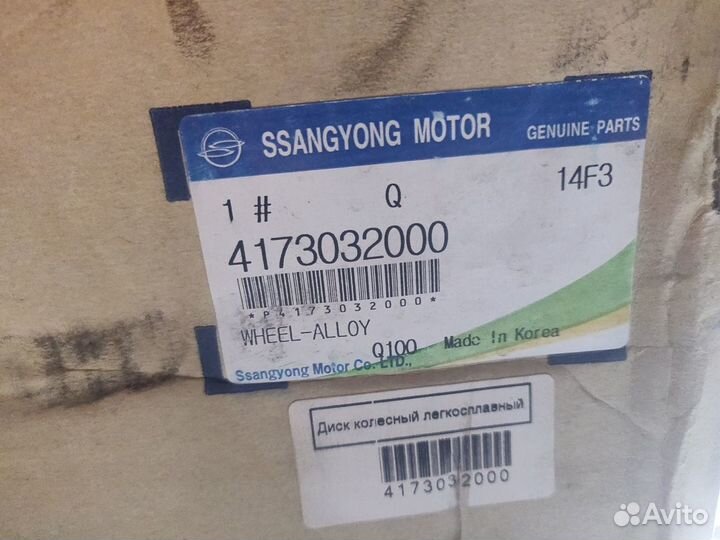 SSANGYONG MOTOR GENUINE PARTS
1 # Q 14F3
4173032000
*P4173032000*
WHEEL-ALLOY
Q100 Made In Korea
Ssangyong Motor Co. LTD.,
Диск колесный легкосплавный
4173032000
Avito